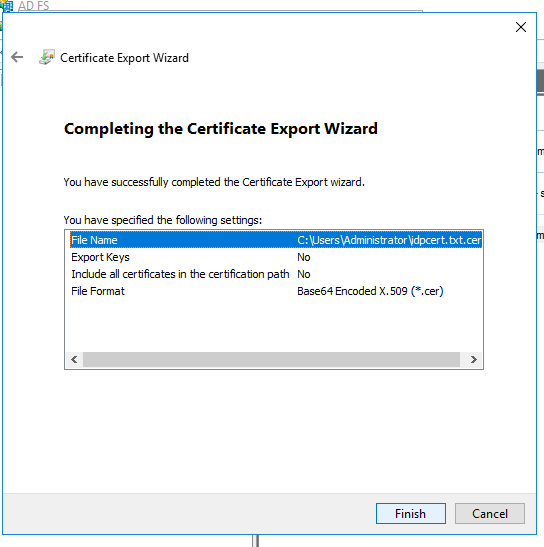 AD FS
Certificate Export Wizard
Completing the Certificate Export Wizard
You have successfully completed the Certificate Export wizard.
You have specified the following settings:
File Name C:\Users\Administrator\idpcert.txt.cer
Export Keys No
Include all certificates in the certification path No
File Format Base64 Encoded X.509 (*.cer)
Finish Cancel